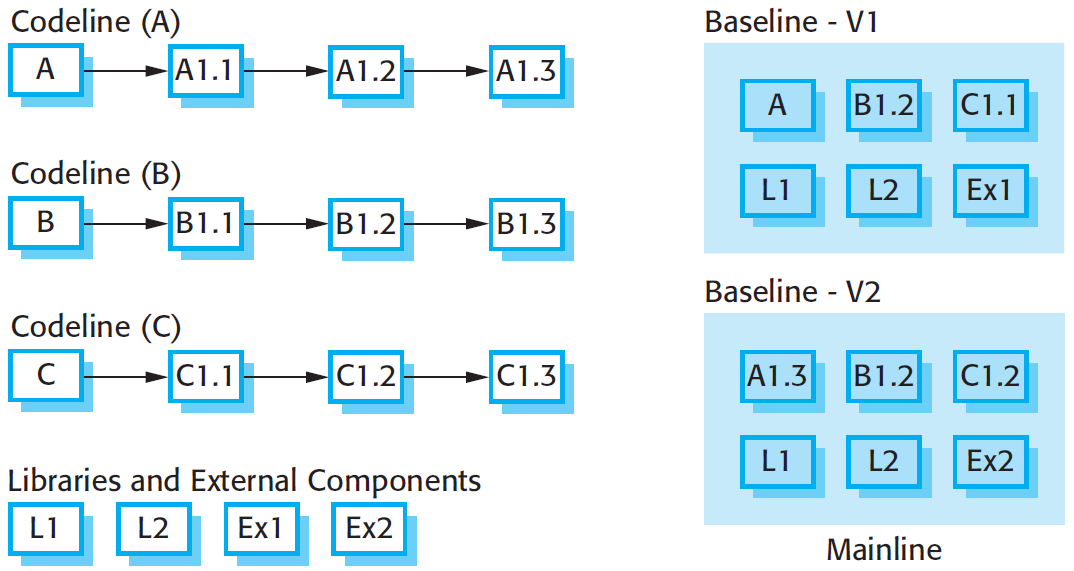 Codeline (A)
A A1.1 A1.2 A1.3
Codeline (B)
B B1.1 B1.2 B1.3
Codeline (C)
C C1.1 C1.2 C1.3
Libraries and External Components
L1 L2 Ex1 Ex2
Baseline - V1
A B1.2 C1.1
L1 L2 Ex1
Baseline - V2
A1.3 B1.2 C1.2
L1 L2 Ex2
Mainline